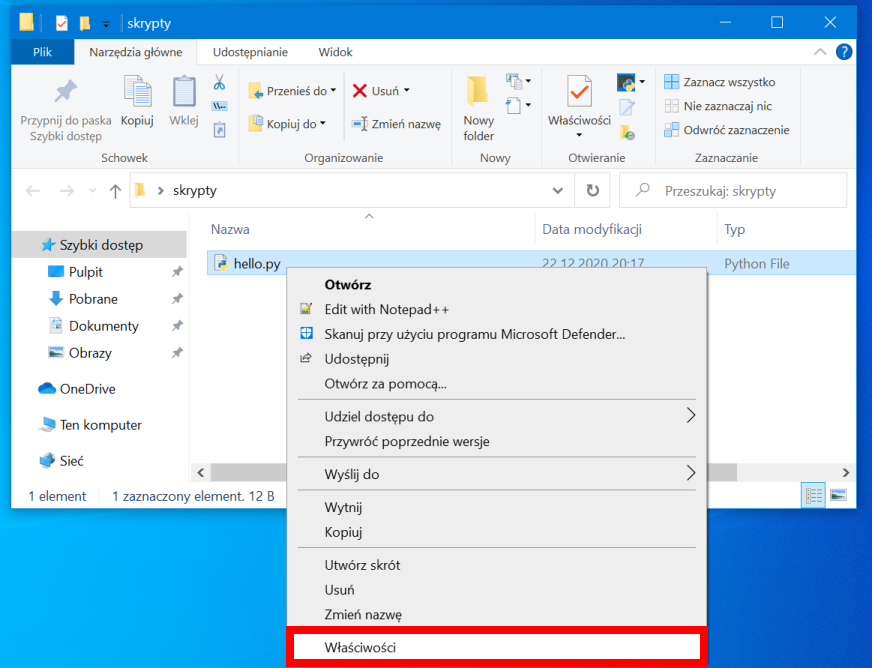 skrypty
Plik Narzędzia główne Udostępnianie Widok
Przypnij do paska
Szybki dostęp
Kopiuj
Wklej
Schowek
Przenieś do
Kopiuj do
Usuń
Zmień nazwę
Organizowanie
Nowy
folder
Nowy
Właściwości
Otwieranie
Zaznacz wszystko
Nie zaznaczaj nic
Odwróć zaznaczenie
Zaznaczanie
skrypty
Przeszukaj: skrypty
Nazwa Data modyfikacji Typ
hello.py 22.12.2020 20:17 Python File
Szybki dostęp
Pulpit
Pobrane
Dokumenty
Obrazy
OneDrive
Ten komputer
Sieć
1 element 1 zaznaczony element. 12 B
Otwórz
Edit with Notepad++
Skanuj przy użyciu programu Microsoft Defender...
Udostępnij
Otwórz za pomocą...
Udziel dostępu do
Przywróć poprzednie wersje
Wyślij do
Wytnij
Kopiuj
Utwórz skrót
Usuń
Zmień nazwę
Właściwości